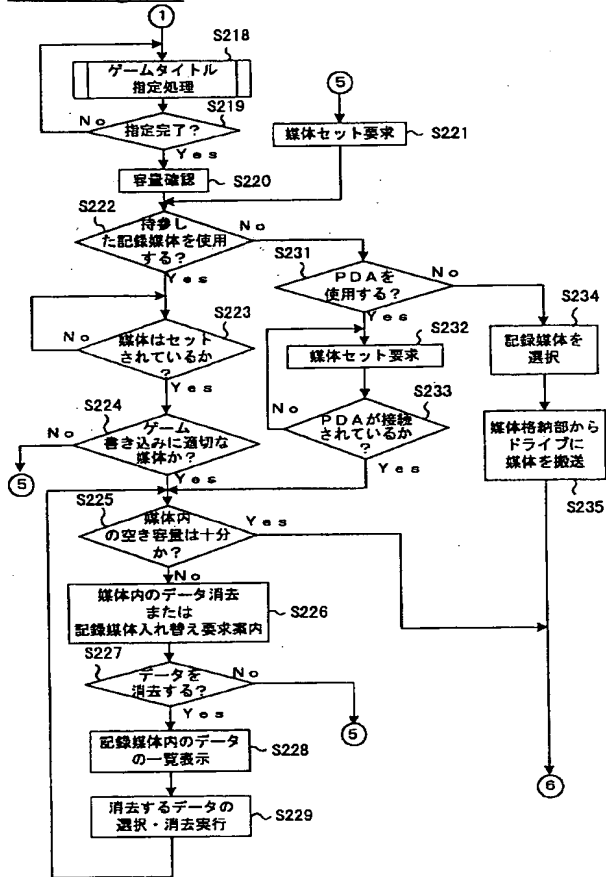 ①
S218
ゲームタイトル
指定処理
S219
No
指定完了?
Yes
容量確認
S220
⑤
媒体セット要求
S221
S222
待参し
た記録媒体を使用
する?
No
Yes
S223
媒体はセット
されているか
?
No
Yes
S224
ゲーム
書き込みに適切な
媒体か?
No
⑤
Yes
S231
PDAを
使用する?
No
Yes
S232
媒体セット要求
S233
PDAが接続
されているか
?
No
Yes
S234
記録媒体を
選択
媒体格納部から
ドライブに
媒体を搬送
S235
S225
媒体内
の空き容量は十分
か?
Yes
No
媒体内のデータ消去
または
記録媒体入れ替え要求案内
S226
S227
データを
消去する?
No
⑤
Yes
記録媒体内のデータ
の一覧表示
S228
消去するデータの
選択・消去実行
S229
⑥